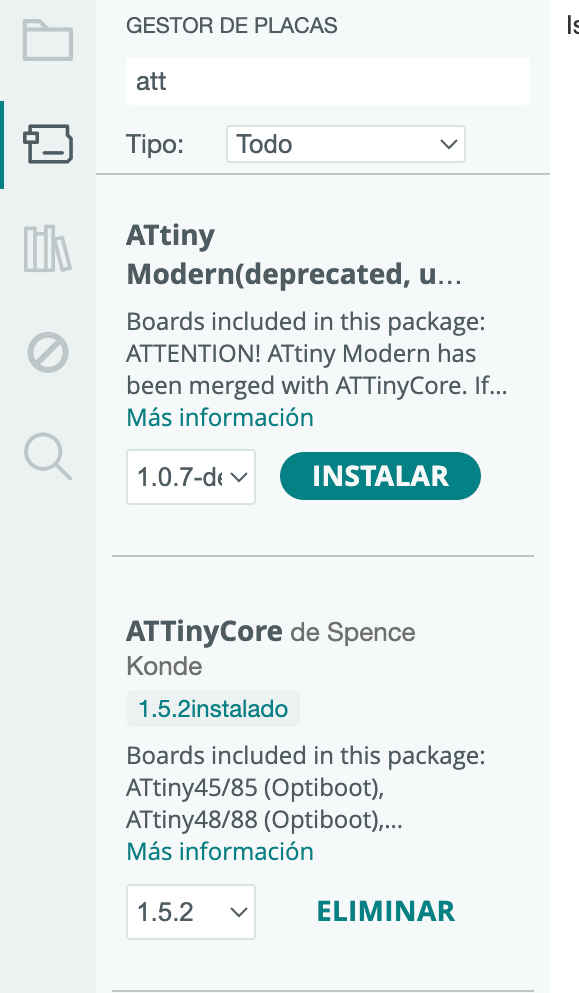 GESTOR DE PLACAS
att
Tipo:
Todo
ATtiny
Modern(deprecated, u...
Boards included in this package:
ATTENTION! ATtiny Modern has
been merged with ATTinyCore. If...
Más información
1.0.7-de
INSTALAR
ATTinyCore de Spence
Konde
1.5.2instalado
Boards included in this package:
ATtiny45/85 (Optiboot),
ATtiny48/88 (Optiboot),...
Más información
1.5.2
ELIMINAR